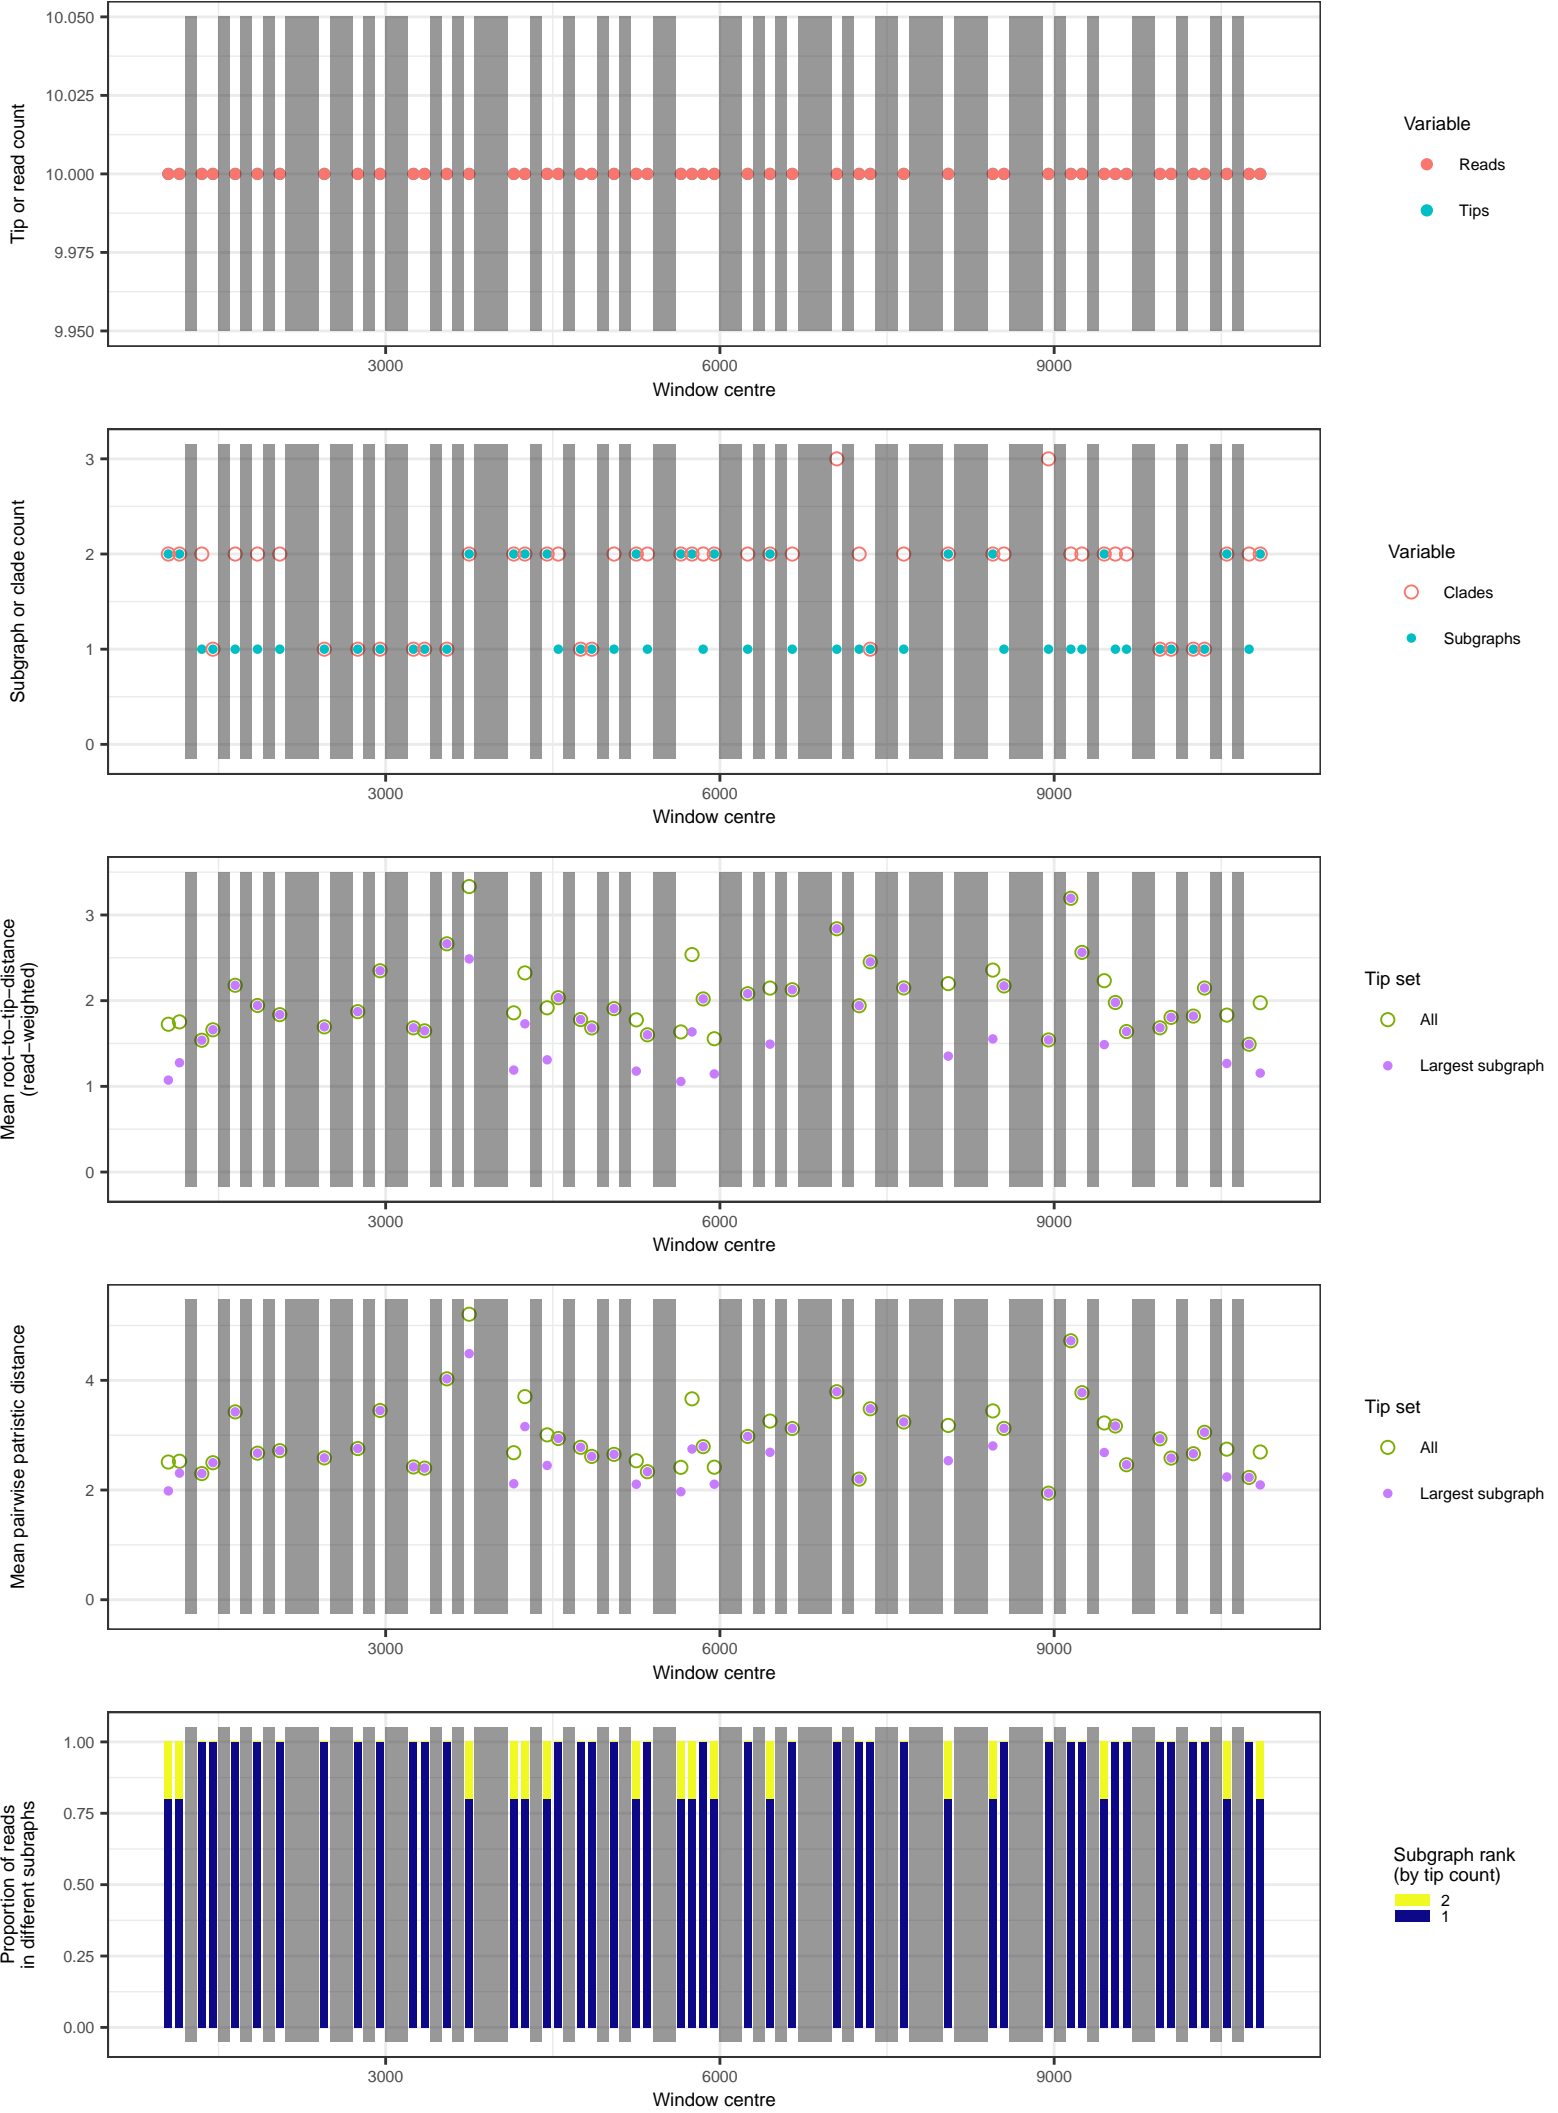 10.050
10.025
10.000
9.975
9.950
Tip or read count
3000 6000 9000
Window centre
Variable
Reads
Tips
3
2
1
0
Subgraph or clade count
3000 6000 9000
Window centre
Variable
Clades
Subgraphs
3
2
1
0
Mean root−to−tip−distance
(read−weighted)
3000 6000 9000
Window centre
Tip set
All
Largest subgraph
4
2
0
Mean pairwise patristic distance
3000 6000 9000
Window centre
Tip set
All
Largest subgraph
1.00
0.75
0.50
0.25
0.00
Proportion of reads
in different subraphs
3000 6000 9000
Window centre
Subgraph rank
(by tip count)
2
1